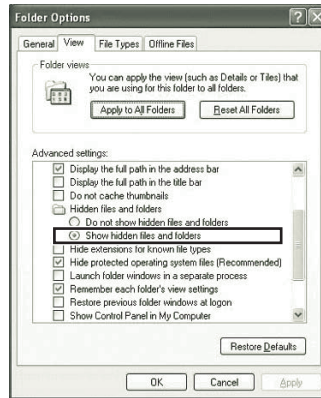 Folder Options
General View File Types Offline Files
Folder views
You can apply the view (such as Details or Tiles) that
you are using for this folder to all folders.
Apply to All Folders Reset All Folders
Advanced settings:
Display the full path in the address bar
Display the full path in the title bar
Do not cache thumbnails
Hidden files and folders
Do not show hidden files and folders
Show hidden files and folders
Hide extensions for known file types
Hide protected operating system files (Recommended)
Launch folder windows in a separate process
Remember each folder's view settings
Restore previous folder windows at logon
Show Control Panel in My Computer
Restore Defaults
OK Cancel Apply